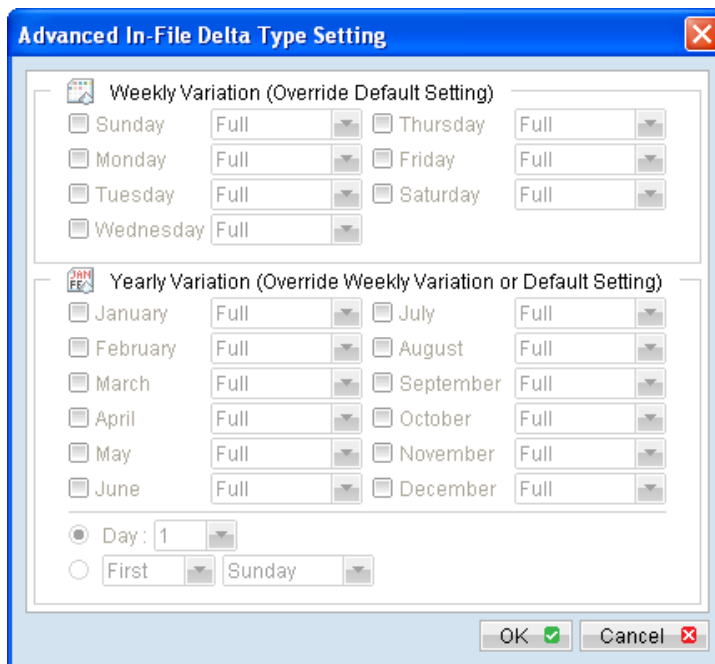 Advanced In-File Delta Type Setting
Weekly Variation (Override Default Setting)
Sunday Full Thursday Full
Monday Full Friday Full
Tuesday Full Saturday Full
Wednesday Full
JAN
FE
Yearly Variation (Override Weekly Variation or Default Setting)
January Full July Full
February Full August Full
March Full September Full
April Full October Full
May Full November Full
June Full December Full
Day : 1
First Sunday
OK Cancel